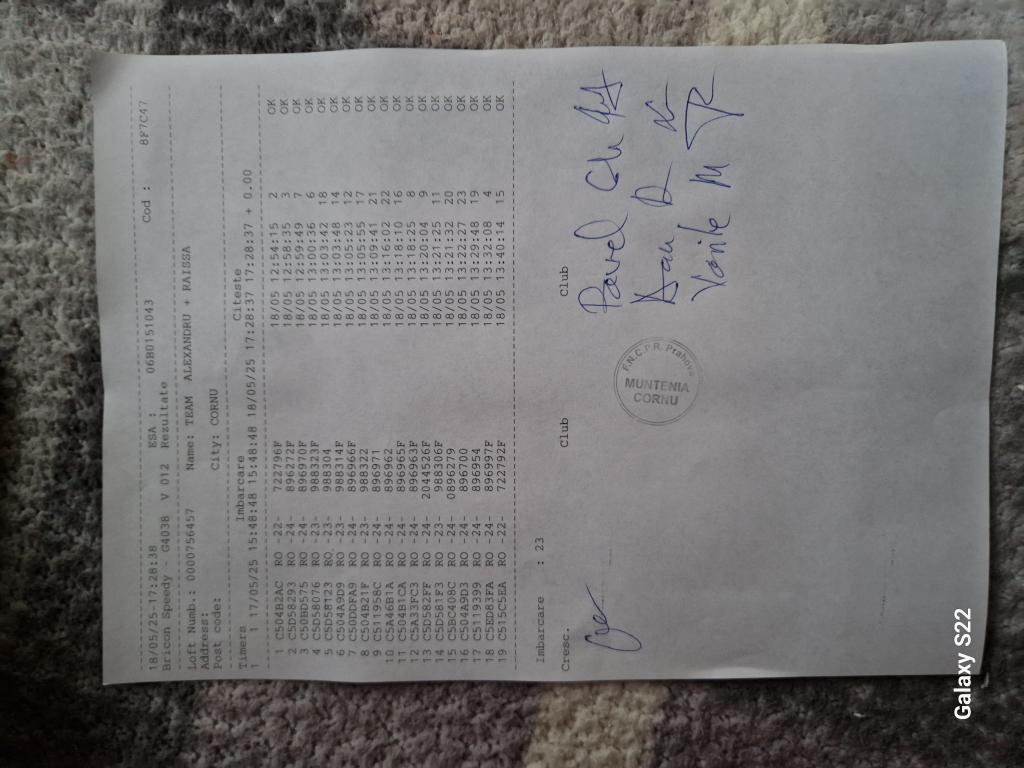 18/05/25-17:28:38 ESA : 06B0151043 Cod : 8F7C47
Bricon Speedy - G4038 V 012 Rezultate
Loft Numb.: 0000756457 Name: TEAM ALEXANDRU + RAISSA
Address:
Post code: City: CORNU
Timers Imbarcare Citeste
1 1 17/05/25 15:48:48 15:48:48 18/05/25 17:28:37 17:28:37 + 0.00
1 C504B2AC RO -22- 722796F 18/05 12:54:15 2 OK
2 C5D58293 RO -24- 896272F 18/05 12:58:35 3 OK
3 C50BD575 RO -24- 896970F 18/05 12:59:49 7 OK
4 C5D58076 RO -23- 988323F 18/05 13:00:36 6 OK
5 C5D58123 RO -23- 988304 18/05 13:03:42 18 OK
6 C504A9D9 RO -23- 988314F 18/05 13:03:48 14 OK
7 C50DDFA9 RO -24- 896966F 18/05 13:05:23 12 OK
8 C504B21F RO -23- 988322 18/05 13:05:55 17 OK
9 C511958C RO -24- 896971 18/05 13:09:41 21 OK
10 C5A46B1A RO -24- 896962 18/05 13:16:02 22 OK
11 C504B1CA RO -24- 896965F 18/05 13:18:10 16 OK
12 C5A33FC3 RO -24- 896963F 18/05 13:18:25 8 OK
13 C5D582FF RO -24- 2044526F 18/05 13:20:04 9 OK
14 C5D581F3 RO -23- 988306F 18/05 13:21:25 11 OK
15 C5BC408C RO -24- 0896279 18/05 13:21:32 20 OK
16 C504A9D3 RO -24- 896700 18/05 13:22:27 23 OK
17 C5119399 RO -24- 896954 18/05 13:29:48 19 OK
18 C5ED83FA RO -24- 896997F 18/05 13:32:08 4 OK
19 C515C5EA RO -22- 722792F 18/05 13:40:14 15 OK
Imbarcare : 23
Cresc. Club Club
Pavel Ch
Dan D
Vasile M
F.N.C.P.R. Prahova
MUNTENIA
CORNU
Galaxy S22